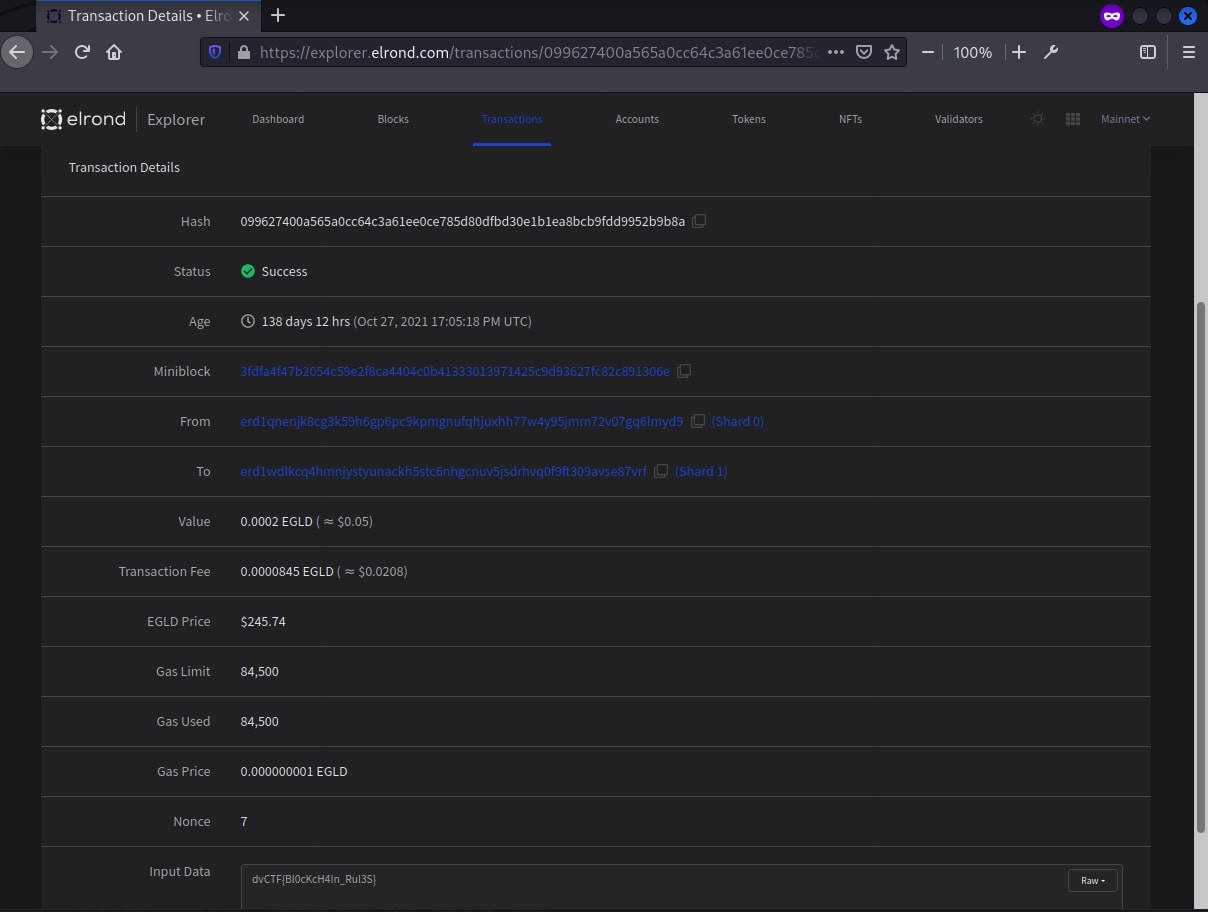 Transaction Details • Elro
https://explorer.elrond.com/transactions/099627400a565a0cc64c3a61ee0ce785d
100%
elrond Explorer Dashboard Blocks Transactions Accounts Tokens NFTs Validators Mainnet
Transaction Details
Hash 099627400a565a0cc64c3a61ee0ce785d80dfbd30e1b1ea8bcb9fdd9952b9b8a
Status Success
Age 138 days 12 hrs (Oct 27, 2021 17:05:18 PM UTC)
Miniblock 3fdfa4f47b2054c59e2f8ca4404c0b41333013971425c9d93627fc82c891306e
From erd1qnenjk8cg3k59h6gp6pc9kpmgnufqhjuxhh77w4y95jmm72v07gq6lmyd9 (Shard 0)
To erd1wdlkcq4hmnjystyunackh5stc6nhgcnuv5jsdrhvq0f9ft309avse87vrf (Shard 1)
Value 0.0002 EGLD ( ≈ $0.05)
Transaction Fee 0.0000845 EGLD ( ≈ $0.0208)
EGLD Price $245.74
Gas Limit 84,500
Gas Used 84,500
Gas Price 0.000000001 EGLD
Nonce 7
Input Data dvCTF{Bl0cKcH4In_Rul3S} Raw